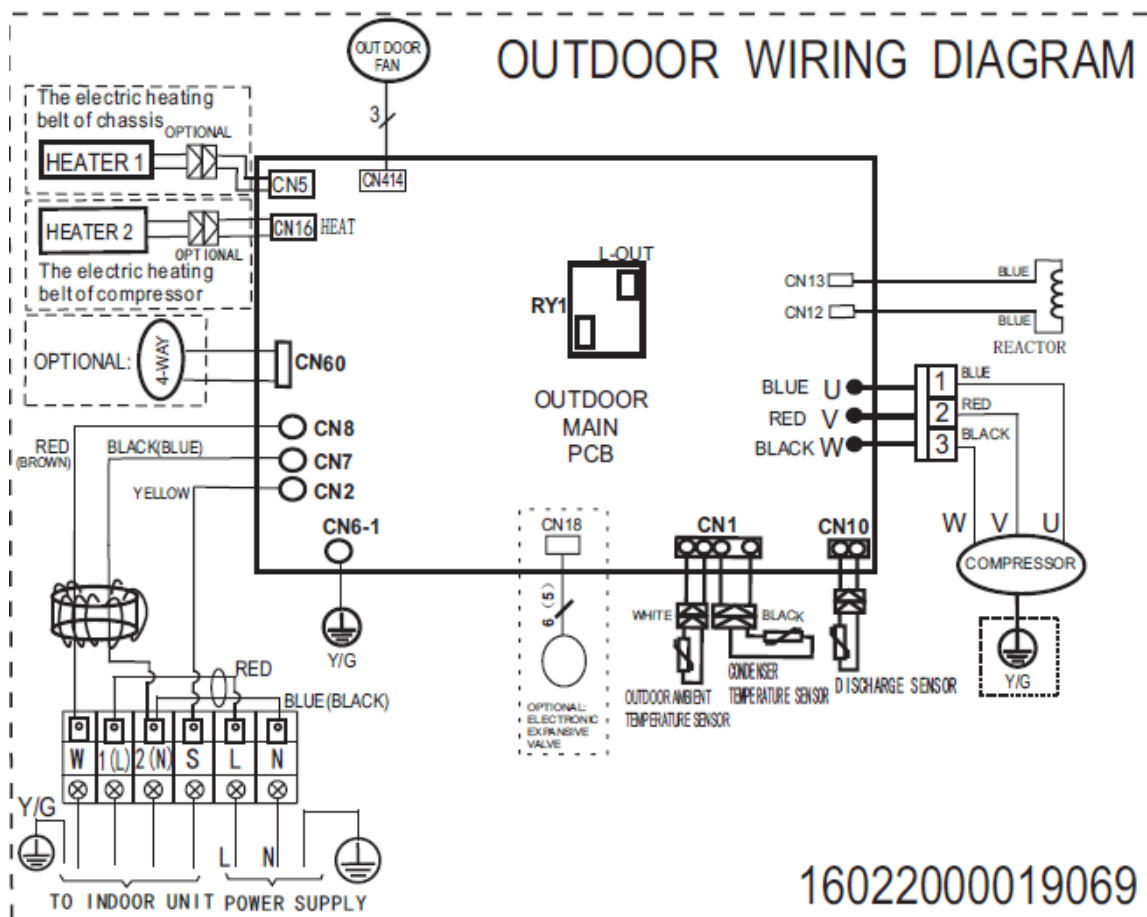 OUTDOOR WIRING DIAGRAM
OUTDOOR
FAN
3
The electric heating
belt of chassis
OPTIONAL
HEATER 1
CN5
CN414
HEATER 2
CN16 HEAT
OPTIONAL
The electric heating
belt of compressor
L-OUT
RY1
CN13
BLUE
CN12
BLUE
REACTOR
OPTIONAL:
4-WAY
CN60
OUTDOOR
MAIN
PCB
BLUE U
RED V
BLACK W
1
BLUE
2
RED
3
BLACK
RED
(BROWN)
BLACK(BLUE)
YELLOW
CN8
CN7
CN2
CN6-1
Y/G
CN18
6 (5)
OPTIONAL:
ELECTRONIC
EXPANSIVE
VALVE
CN1
CN10
WHITE
BLACK
OUTDOOR AMBIENT
TEMPERATURE SENSOR
CONDENSER
TEMPERATURE SENSOR
DISCHARGE SENSOR
W V U
COMPRESSOR
Y/G
RED
BLUE(BLACK)
W 1(L) 2(N) S L N
Y/G
L N
TO INDOOR UNIT POWER SUPPLY
16022000019069